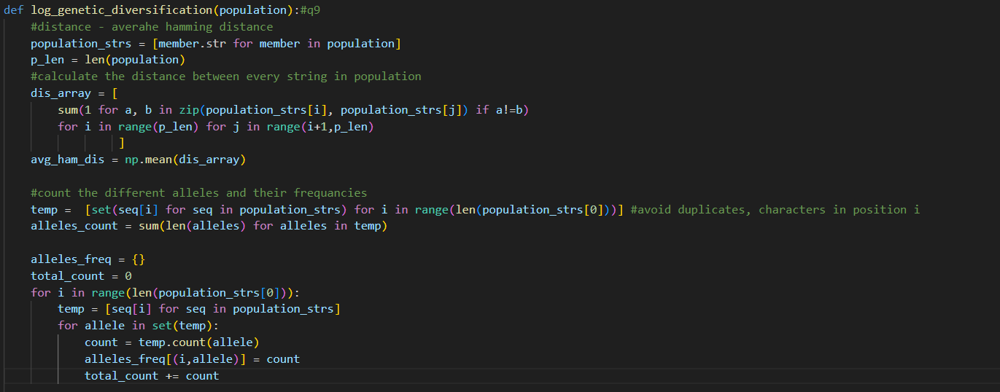 def log_genetic_diversification(population):#q9
    #distance - averahe hamming distance
    population_strs = [member.str for member in population]
    p_len = len(population)
    #calculate the distance between every string in population
    dis_array = [
        sum(1 for a, b in zip(population_strs[i], population_strs[j]) if a!=b)
        for i in range(p_len) for j in range(i+1,p_len)
                 ]
    avg_ham_dis = np.mean(dis_array)

    #count the different alleles and their frequancies
    temp =  [set(seq[i] for seq in population_strs) for i in range(len(population_strs[0]))] #avoid duplicates, characters in position i
    alleles_count = sum(len(alleles) for alleles in temp)

    alleles_freq = {}
    total_count = 0
    for i in range(len(population_strs[0])):
        temp = [seq[i] for seq in population_strs]
        for allele in set(temp):
            count = temp.count(allele)
            alleles_freq[(i,allele)] = count
            total_count += count